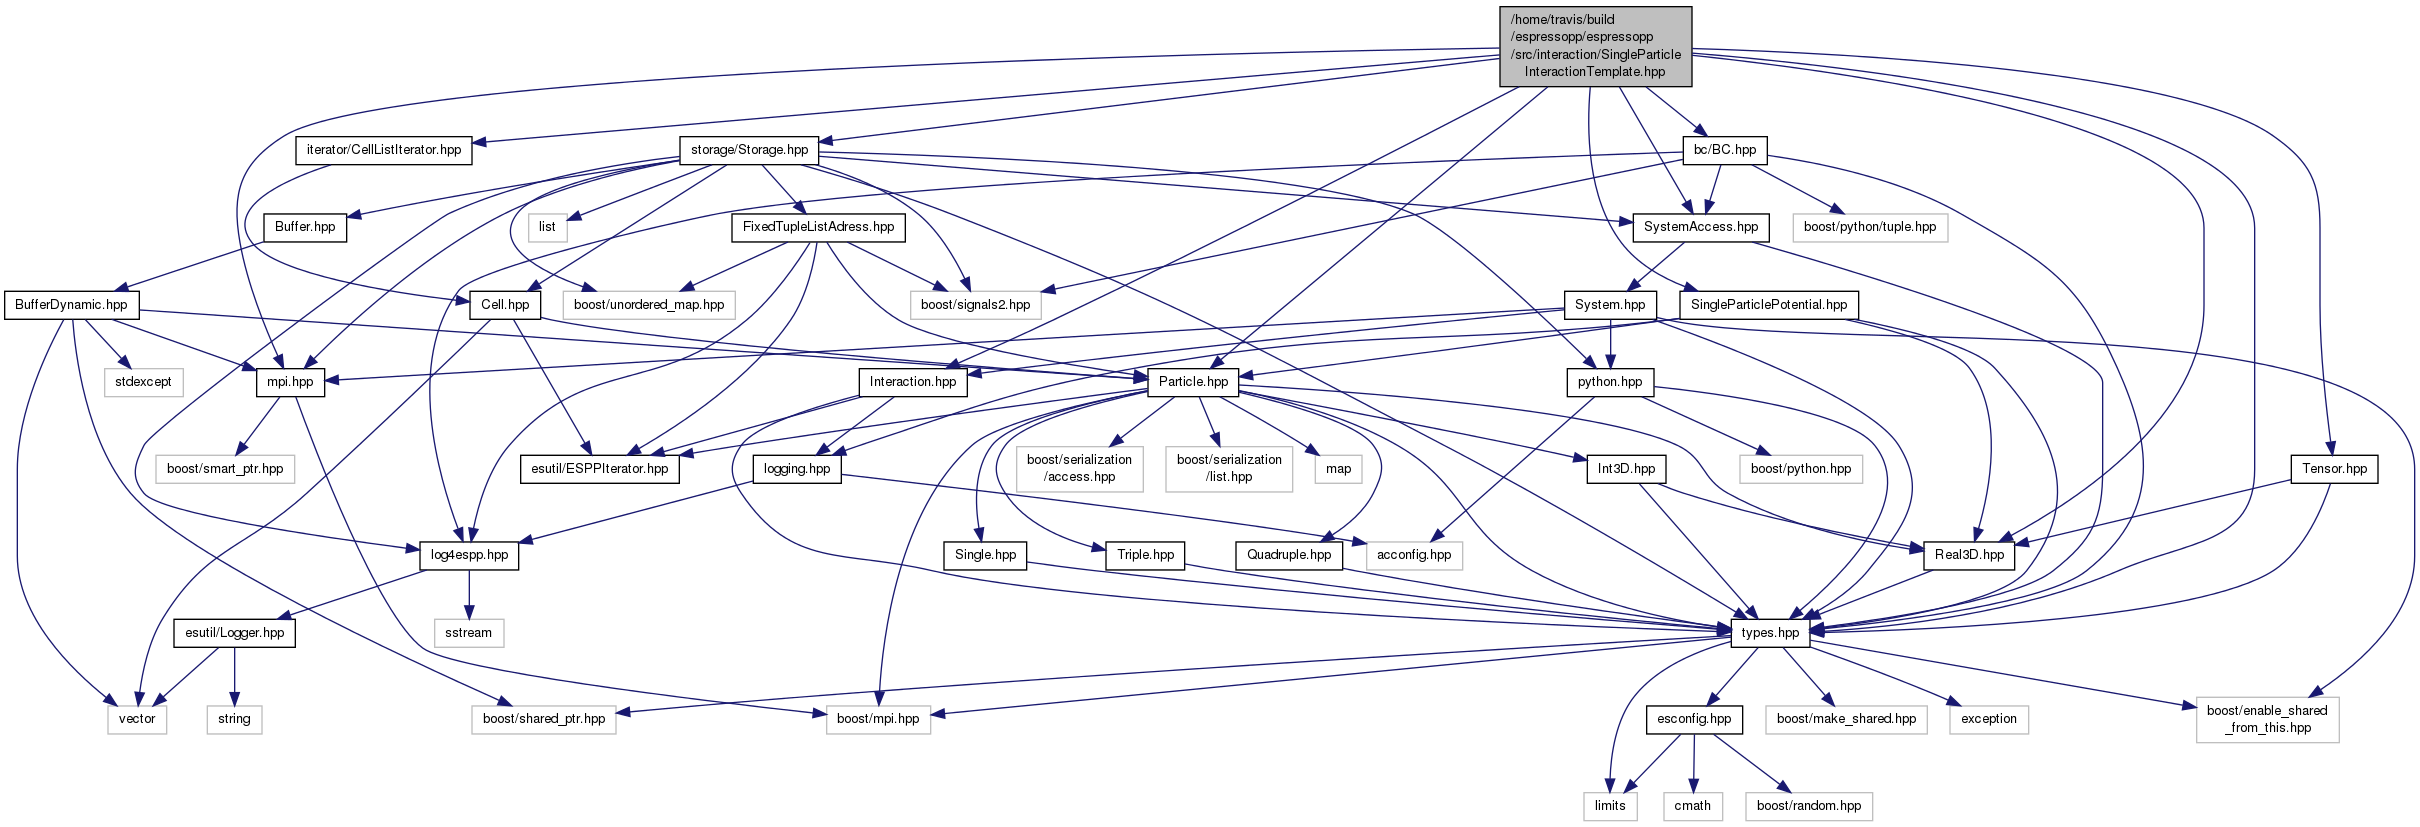 /home/travis/build
/espressopp/espressopp
/src/interaction/SingleParticle
InteractionTemplate.hpp
iterator/CellListIterator.hpp
storage/Storage.hpp
bc/BC.hpp
Buffer.hpp
list
FixedTupleListAdress.hpp
SystemAccess.hpp
boost/python/tuple.hpp
BufferDynamic.hpp
Cell.hpp
boost/unordered_map.hpp
boost/signals2.hpp
System.hpp
SingleParticlePotential.hpp
stdexcept
mpi.hpp
Interaction.hpp
Particle.hpp
python.hpp
boost/smart_ptr.hpp
esutil/ESPPIterator.hpp
logging.hpp
boost/serialization
/access.hpp
boost/serialization
/list.hpp
map
Int3D.hpp
boost/python.hpp
Tensor.hpp
log4espp.hpp
Single.hpp
Triple.hpp
Quadruple.hpp
acconfig.hpp
Real3D.hpp
esutil/Logger.hpp
sstream
types.hpp
vector
string
boost/shared_ptr.hpp
boost/mpi.hpp
esconfig.hpp
boost/make_shared.hpp
exception
boost/enable_shared
_from_this.hpp
limits
cmath
boost/random.hpp